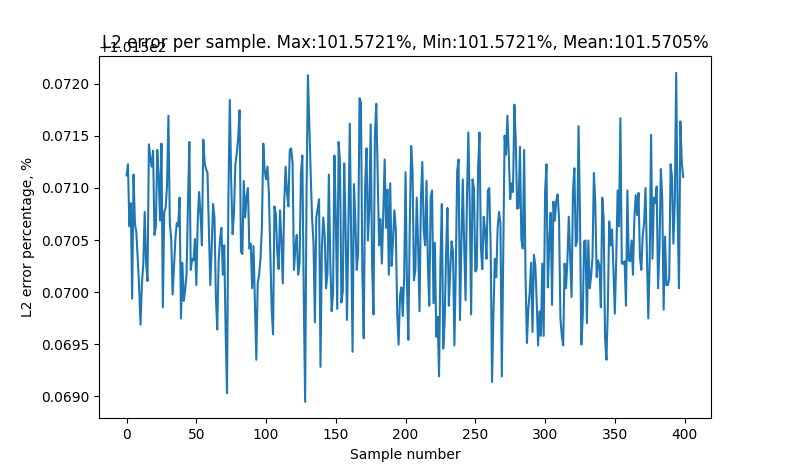 L2 error per sample. Max:101.5721%, Min:101.5721%, Mean:101.5705%
+1.015e2
0.0720
0.0715
0.0710
0.0705
0.0700
0.0695
0.0690
L2 error percentage, %
0 50 100 150 200 250 300 350 400
Sample number